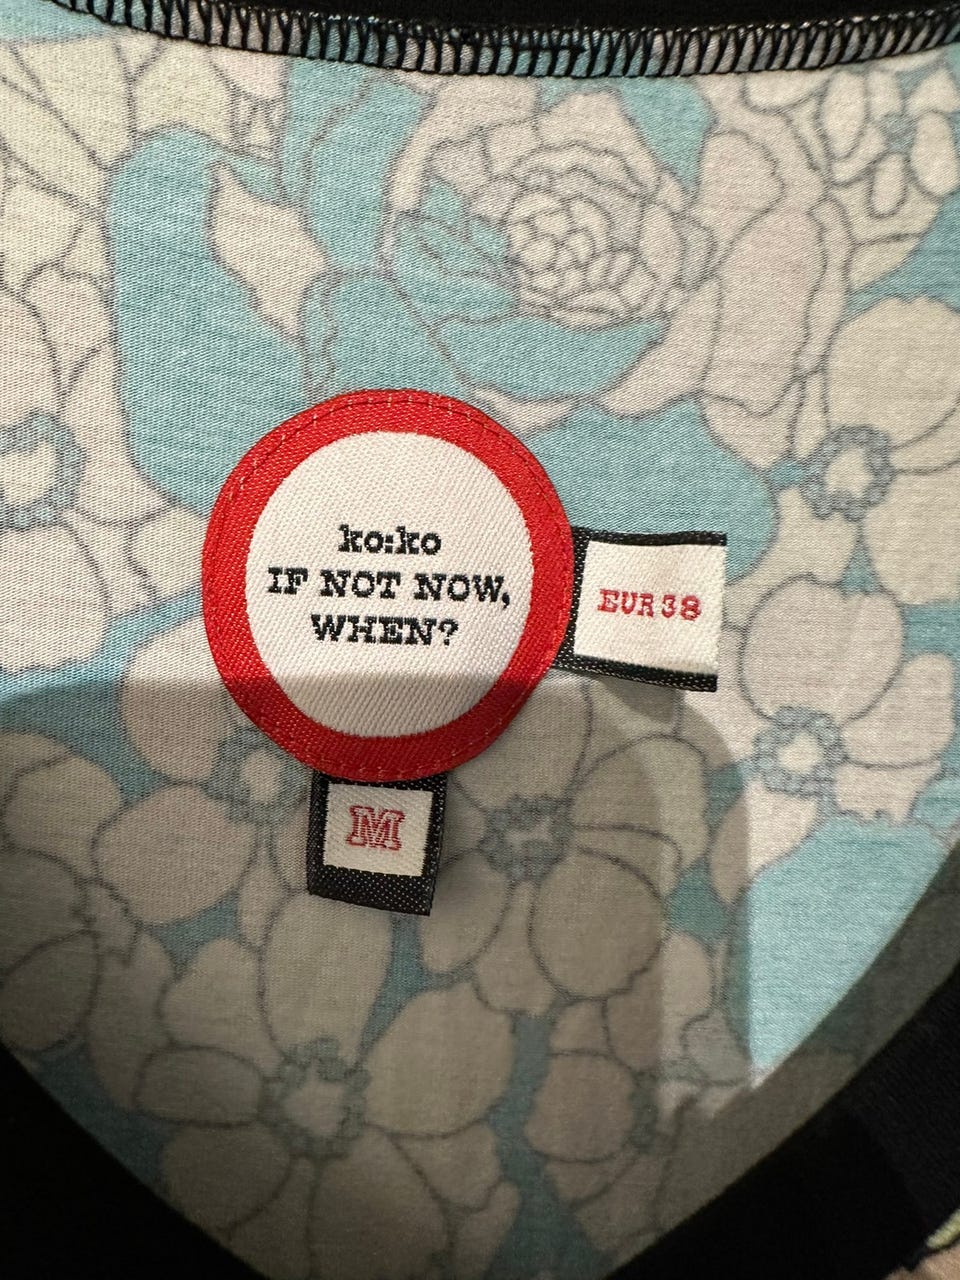 ko:ko
IF NOT NOW,
WHEN?
EUR 38
M